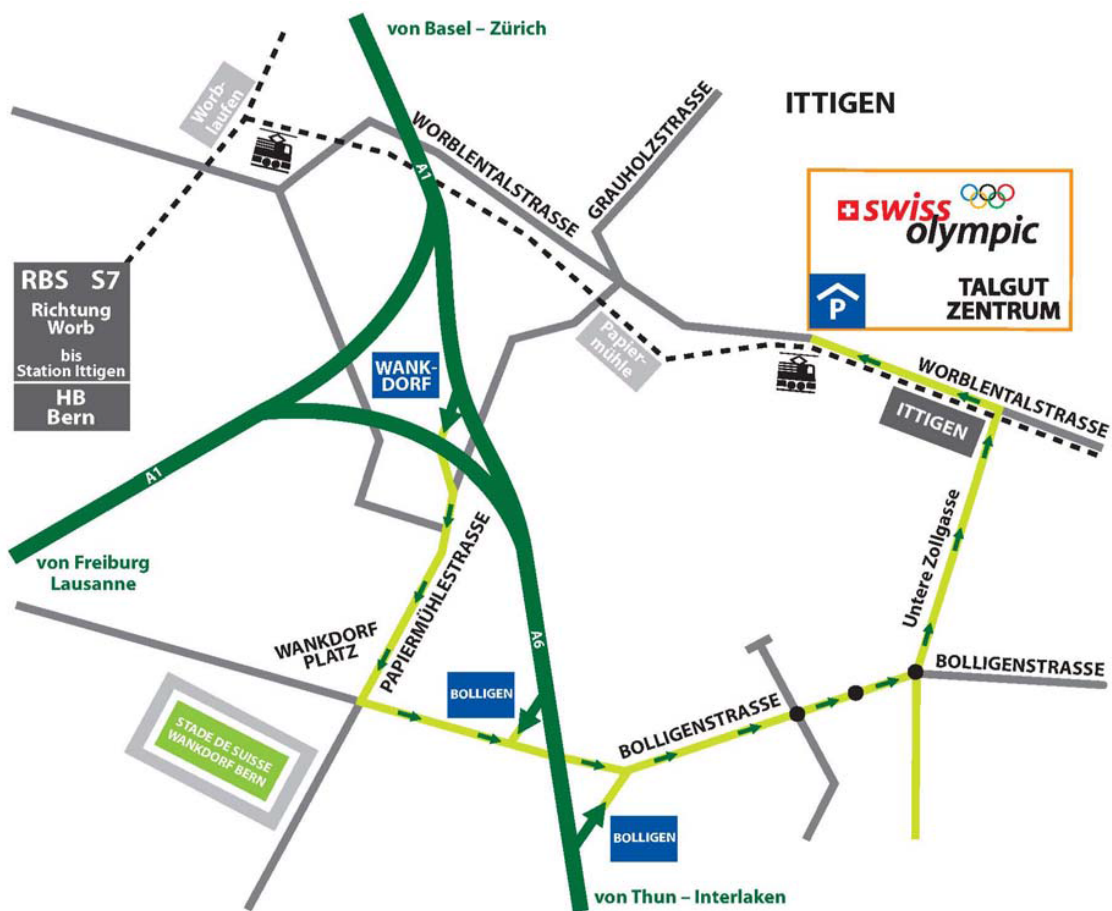 von Basel – Zürich
ITTIGEN
Worb-
laufen
WORBLENTALSTRASSE
GRAUHOLZSTRASSE
A1
swiss
olympic
TALGUT
ZENTRUM
P
RBS S7
Richtung
Worb
bis
Station Ittigen
HB
Bern
Papier-
mühle
WANK-
DORF
WORBLENTALSTRASSE
ITTIGEN
A1
von Freiburg
Lausanne
PAPIERMÜHLESTRASSE
Untere Zollgasse
WANKDORF
PLATZ
A6
BOLLIGENSTRASSE
BOLLIGEN
BOLLIGENSTRASSE
STADE DE SUISSE
WANKDORF BERN
BOLLIGEN
von Thun – Interlaken